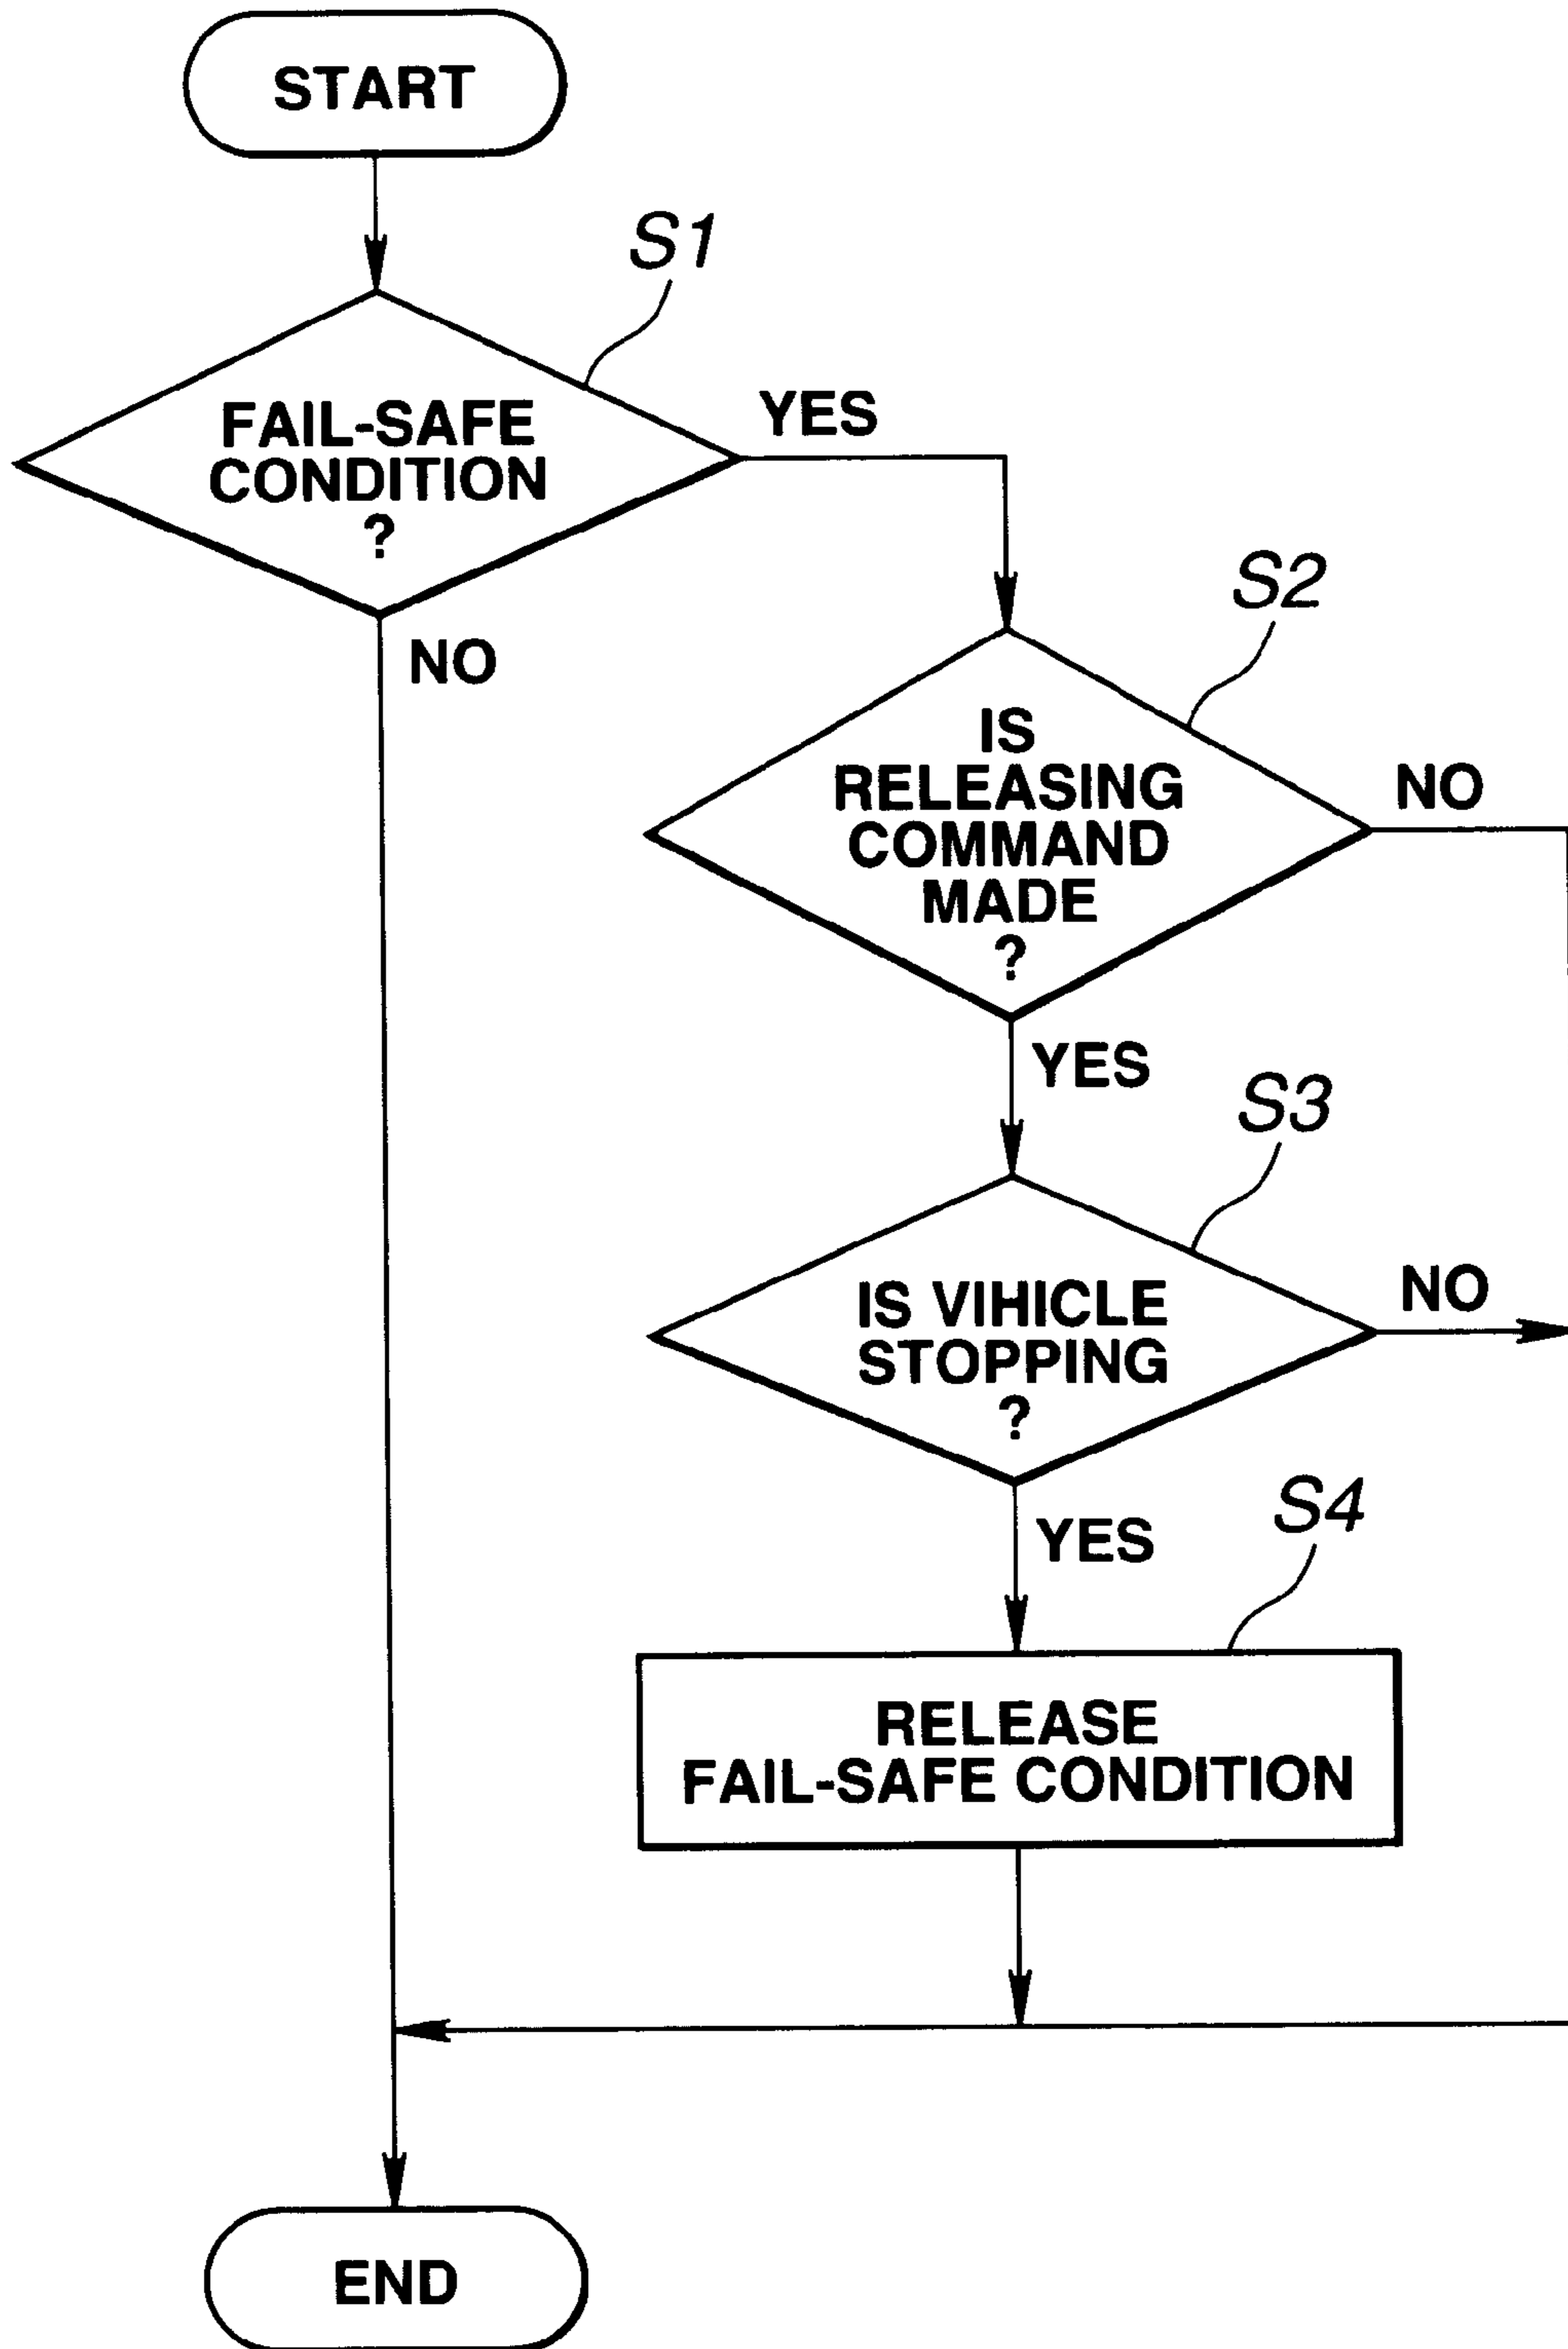 START
S1
FAIL-SAFE
CONDITION
?
YES
NO
S2
IS
RELEASING
COMMAND
MADE
?
NO
YES
S3
IS VIHICLE
STOPPING
?
NO
YES
S4
RELEASE
FAIL-SAFE CONDITION
END